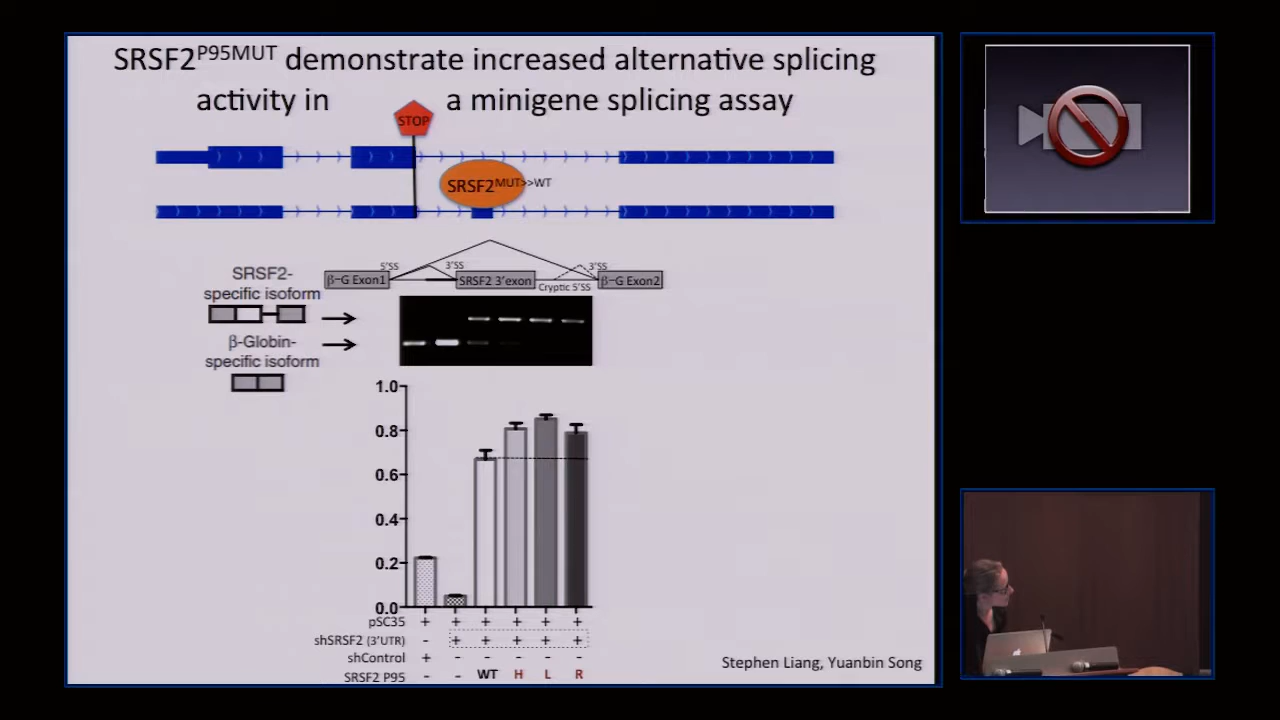 SRSF2P95MUT demonstrate increased alternative splicing
activity in a minigene splicing assay
STOP
SRSF2MUT>>WT
5'SS 3'SS 3'SS
β-G Exon1 SRSF2 3'exon Cryptic 5'SS β-G Exon2
SRSF2-
specific isoform
β-Globin-
specific isoform
1.0
0.8
0.6
0.4
0.2
0.0
pSC35 + + + + + +
shSRSF2 (3'UTR) - + + + + +
shControl + - - - - -
SRSF2 P95 - - WT H L R
Stephen Liang, Yuanbin Song